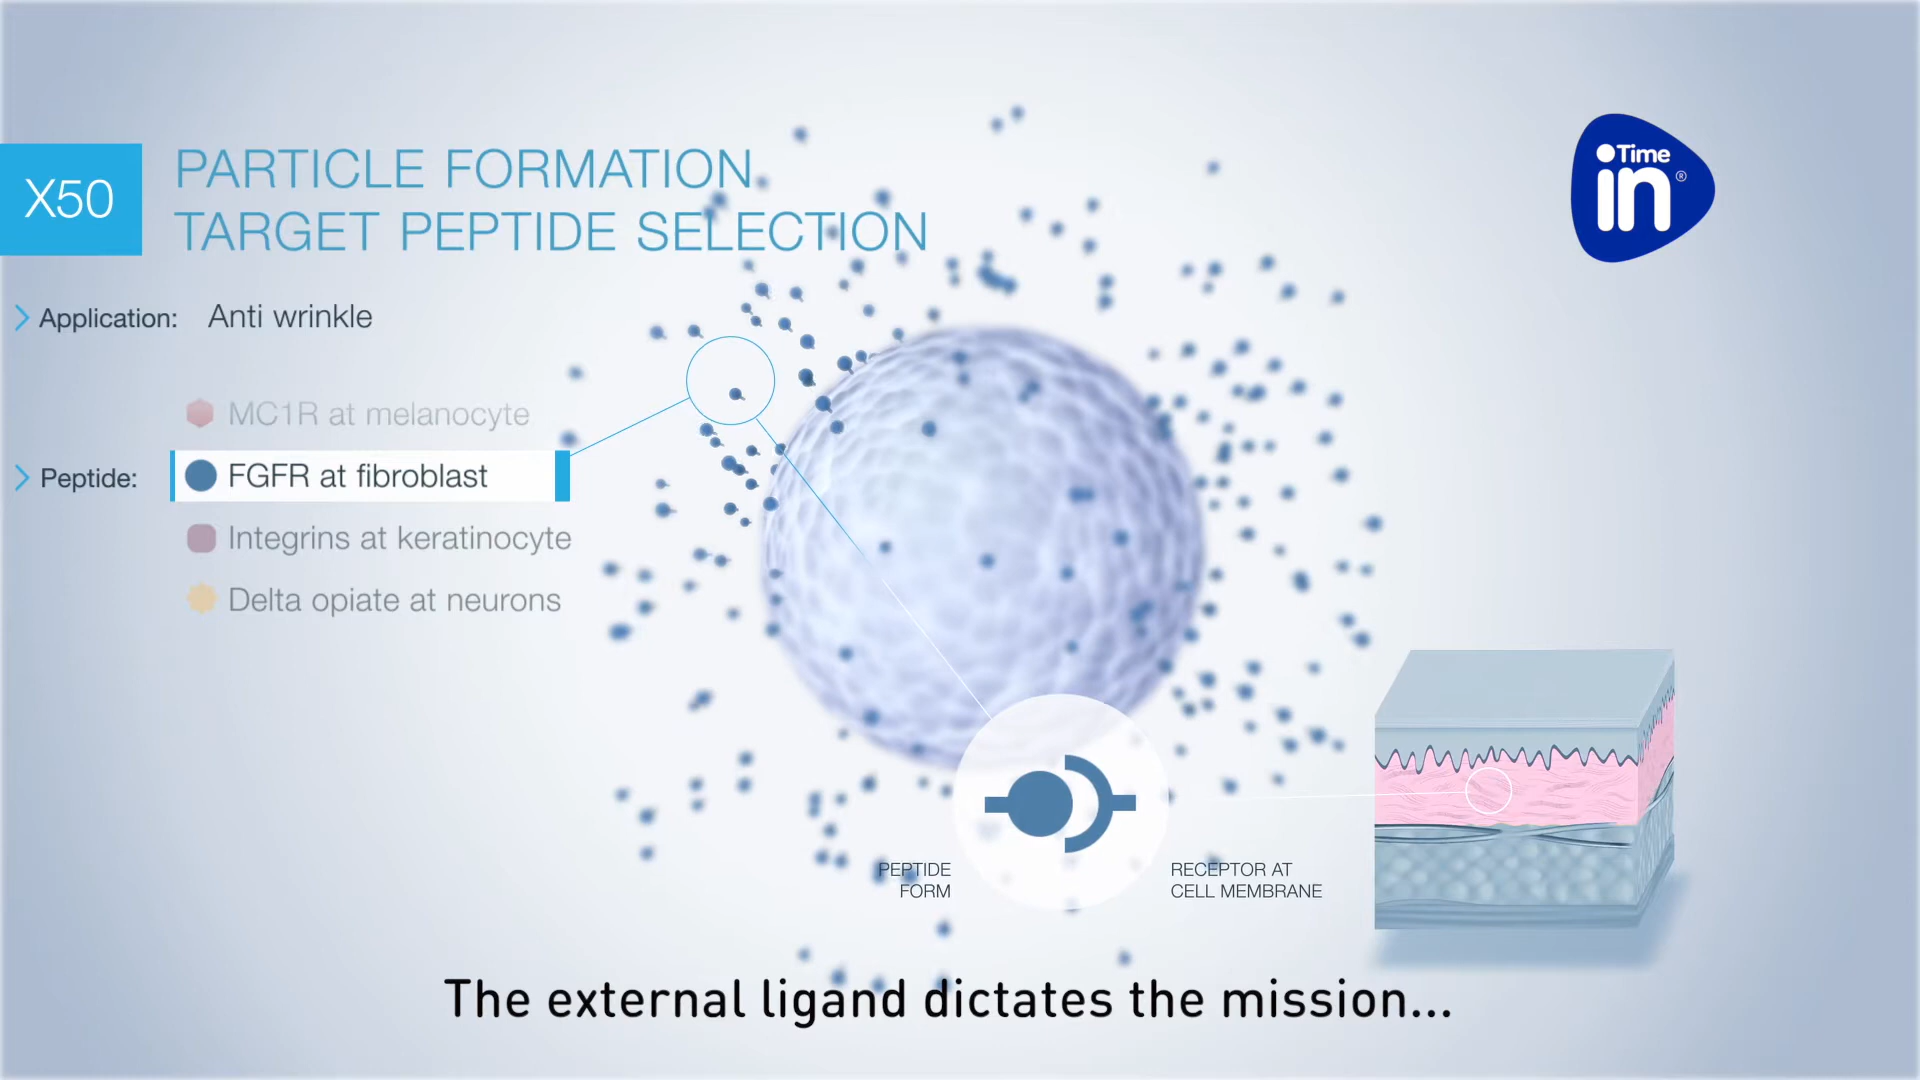 X50
PARTICLE FORMATION
TARGET PEPTIDE SELECTION
Time
in®
Application: Anti wrinkle
MC1R at melanocyte
Peptide: FGFR at fibroblast
Integrins at keratinocyte
Delta opiate at neurons
PEPTIDE
FORM
RECEPTOR AT
CELL MEMBRANE
The external ligand dictates the mission...